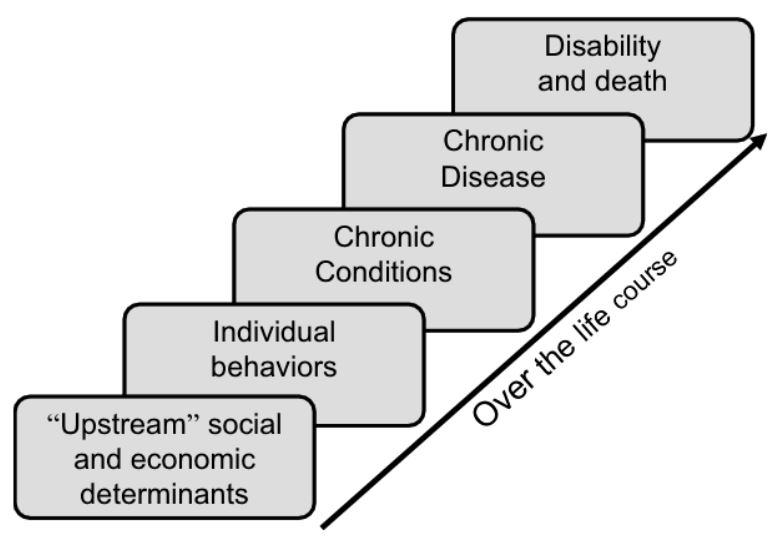 Disability
and death
Chronic
Disease
Chronic
Conditions
Individual
behaviors
“Upstream” social
and economic
determinants
Over the life course